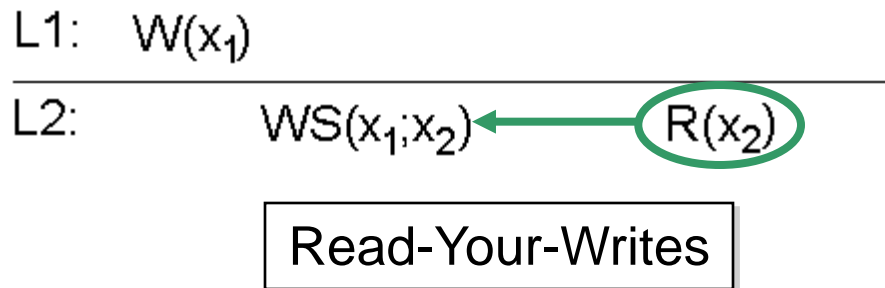 L1: W(x₁)
L2: WS(x₁;x₂) R(x₂)
Read-Your-Writes